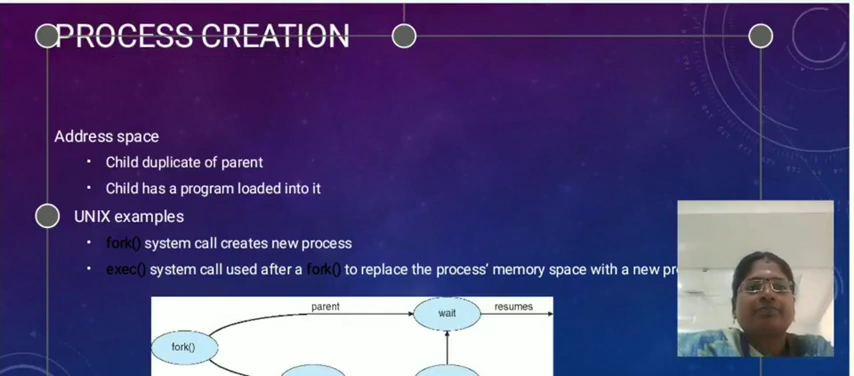 PROCESS CREATION
Address space
• Child duplicate of parent
• Child has a program loaded into it
UNIX examples
• fork() system call creates new process
• exec() system call used after a fork() to replace the process' memory space with a new
parent
wait
resumes
fork()